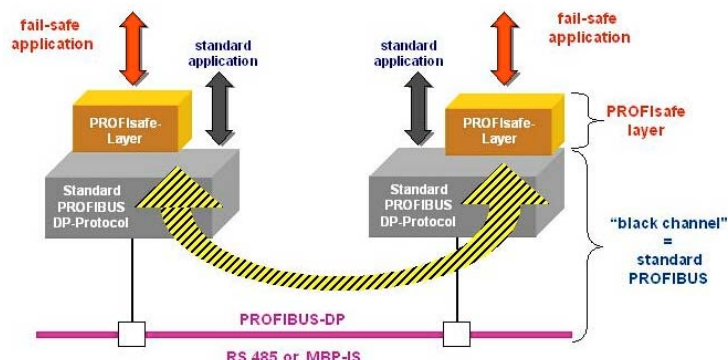 fail-safe
application
standard
application
standard
application
fail-safe
application
PROFIsafe-
Layer
PROFIsafe-
Layer
PROFIsafe
layer
Standard
PROFIBUS
DP-Protocol
Standard
PROFIBUS
DP-Protocol
"black channel"
=
standard
PROFIBUS
PROFIBUS-DP
RS 485 or MBP-IS